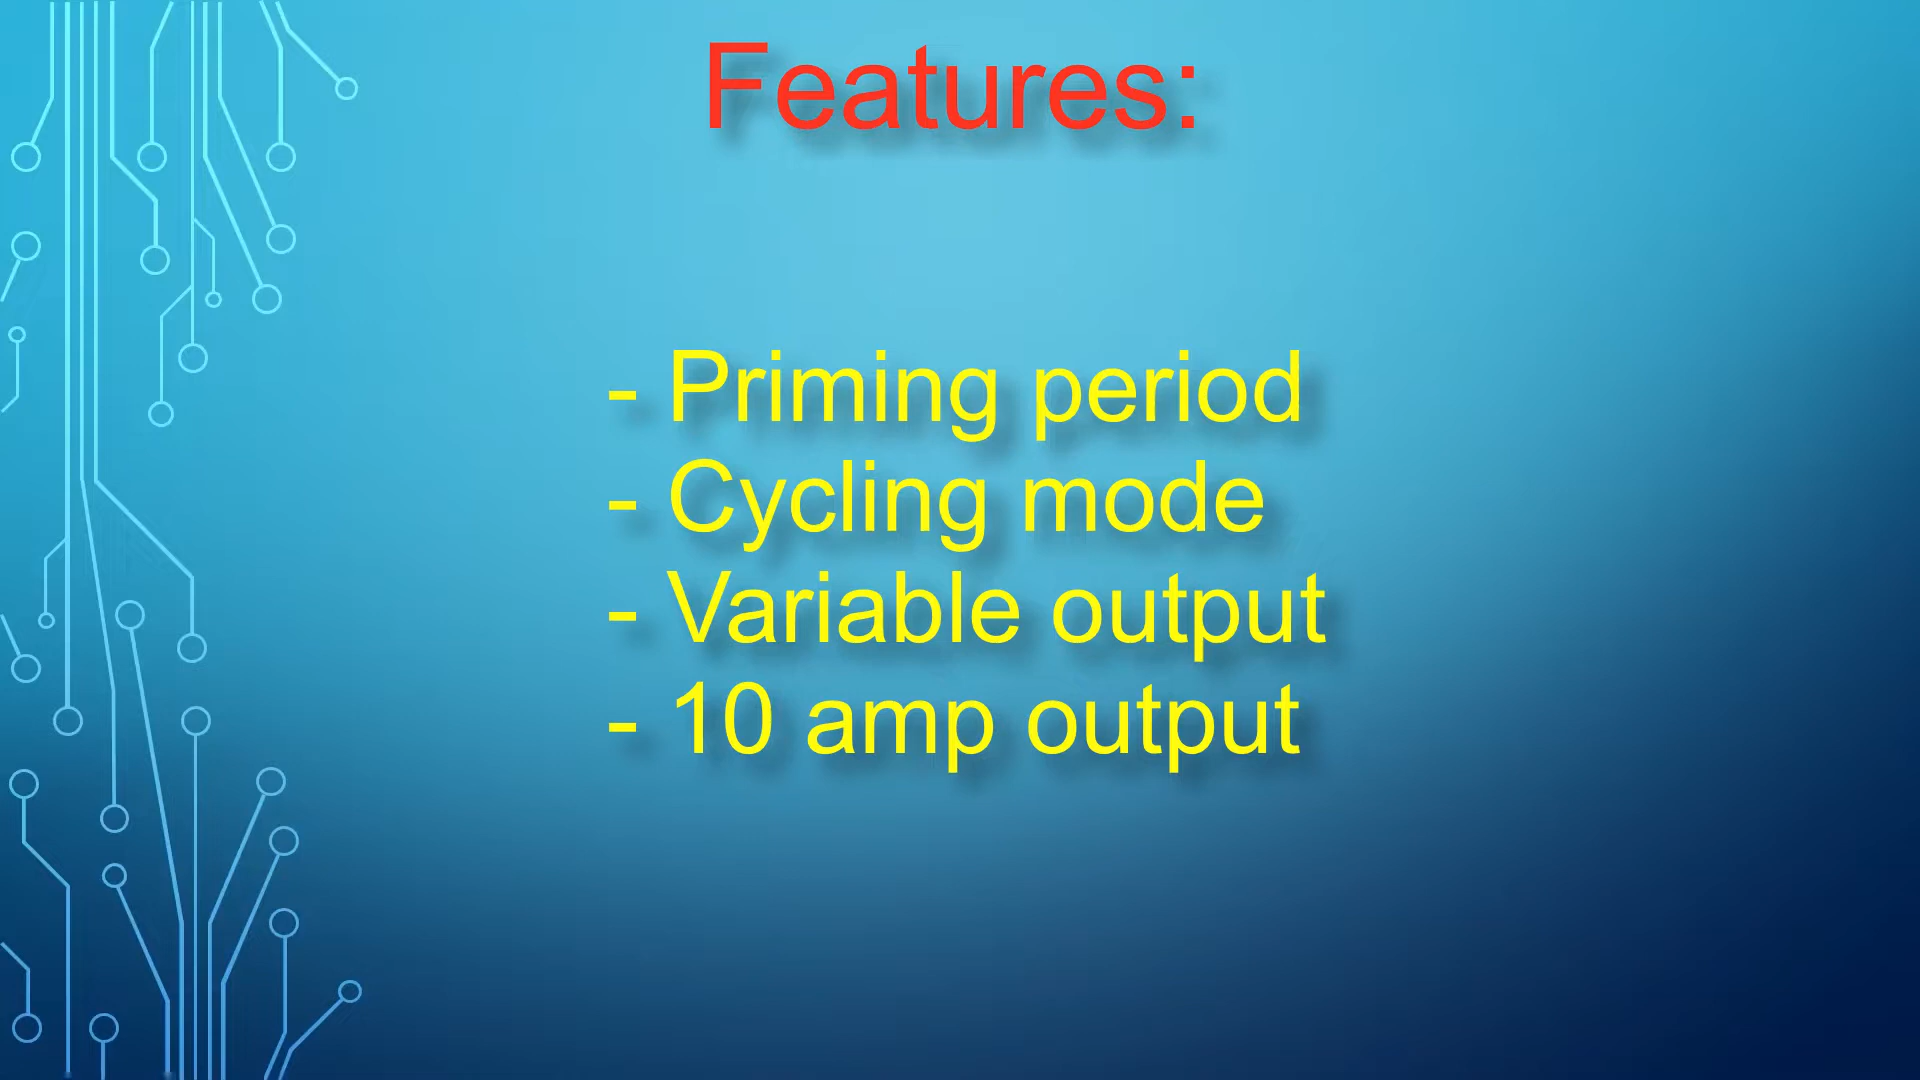 Features:
- Priming period
- Cycling mode
- Variable output
- 10 amp output